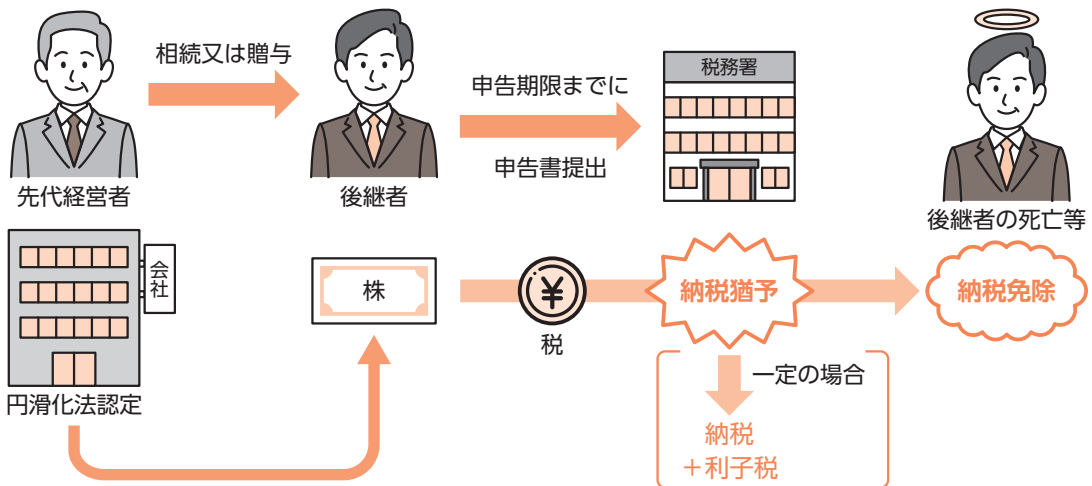 相続又は贈与
先代経営者
後継者
申告期限までに
申告書提出
税務署
後継者の死亡等
会社
円滑化法認定
株
¥
税
納税猶予
納税免除
一定の場合
納税
＋利子税